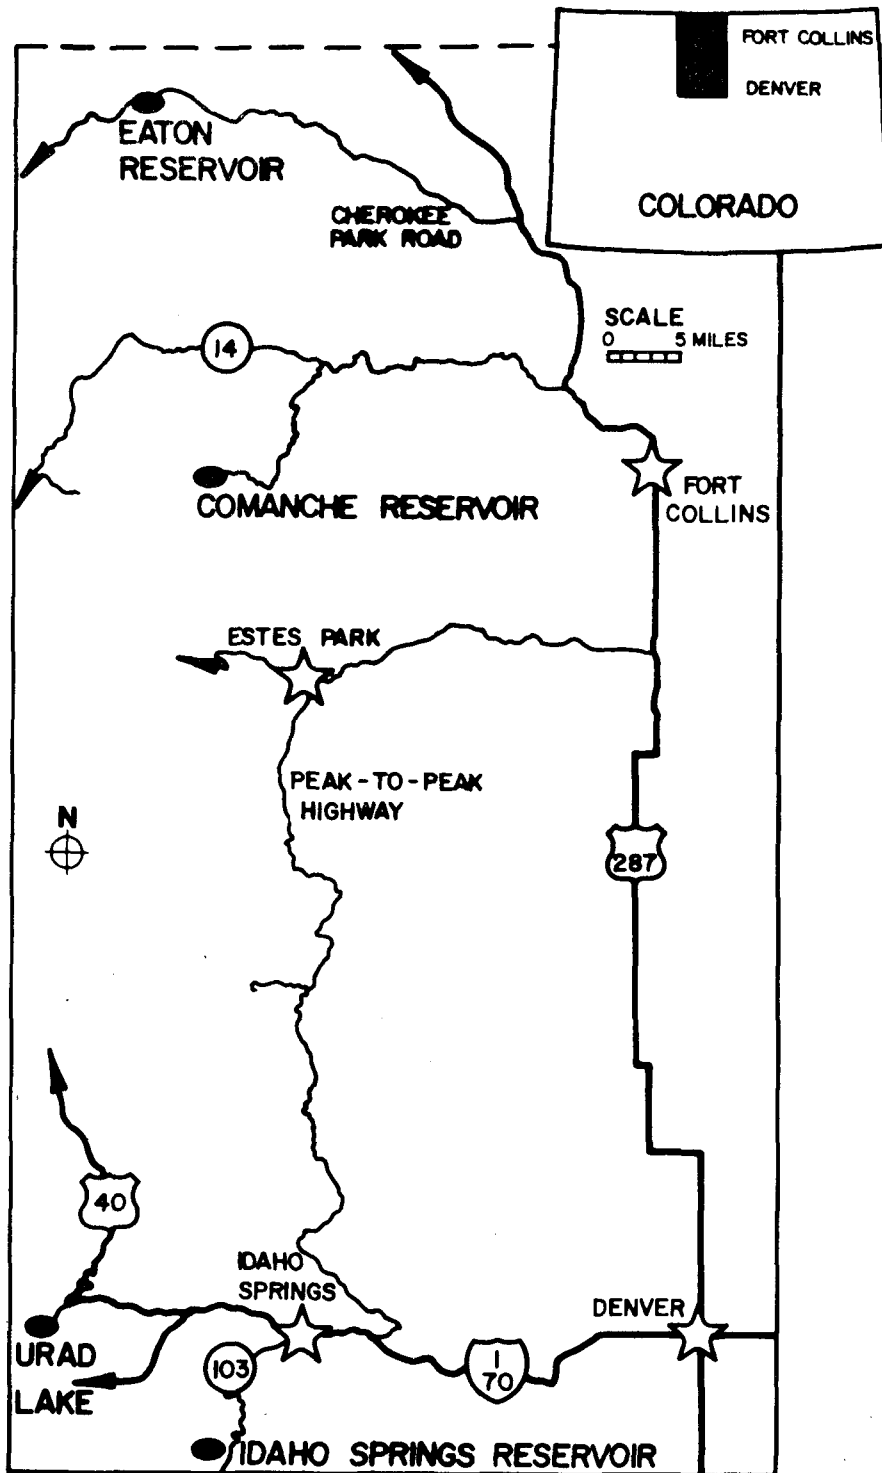 FORT COLLINS
DENVER
COLORADO
EATON
RESERVOIR
CHEROKEE
PARK ROAD
SCALE
0 5 MILES
14
COMANCHE RESERVOIR
FORT
COLLINS
ESTES PARK
PEAK-TO-PEAK
HIGHWAY
N
287
40
IDAHO
SPRINGS
DENVER
URAD
LAKE
103
I
70
IDAHO SPRINGS RESERVOIR